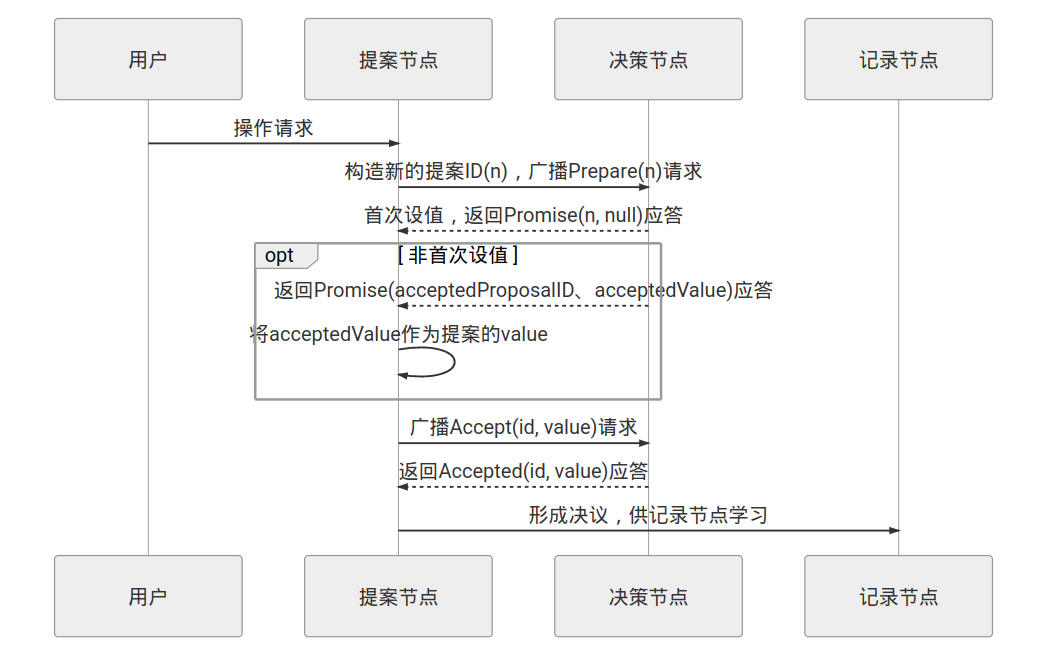 用户
提案节点
决策节点
记录节点
操作请求
构造新的提案ID(n)，广播Prepare(n)请求
首次设值，返回Promise(n, null)应答
opt
[ 非首次设值 ]
返回Promise(acceptedProposalID、acceptedValue)应答
将acceptedValue作为提案的value
广播Accept(id, value)请求
返回Accepted(id, value)应答
形成决议，供记录节点学习
用户
提案节点
决策节点
记录节点